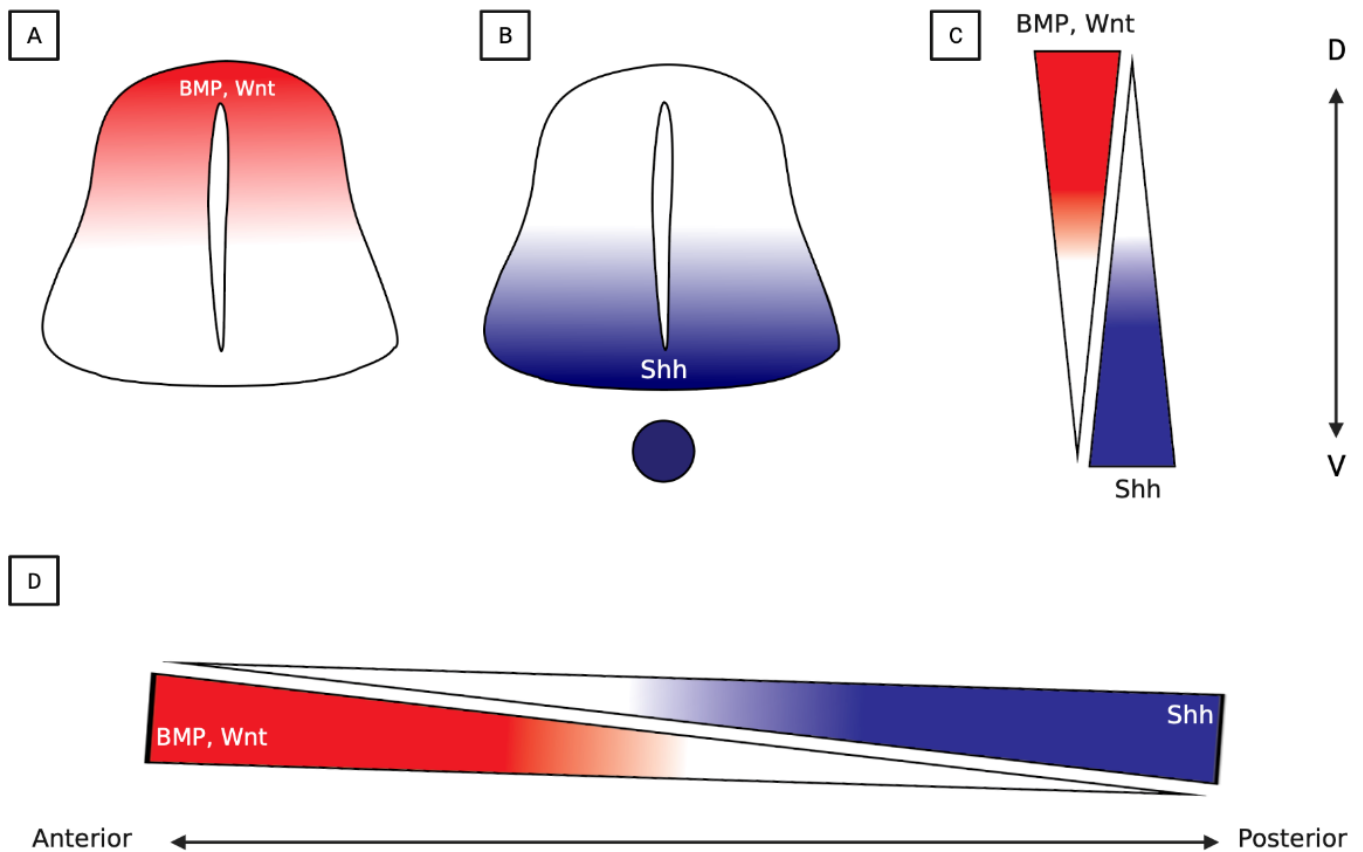 A
BMP, Wnt
B
Shh
C
BMP, Wnt
Shh
D
V
D
BMP, Wnt
Shh
Anterior
Posterior